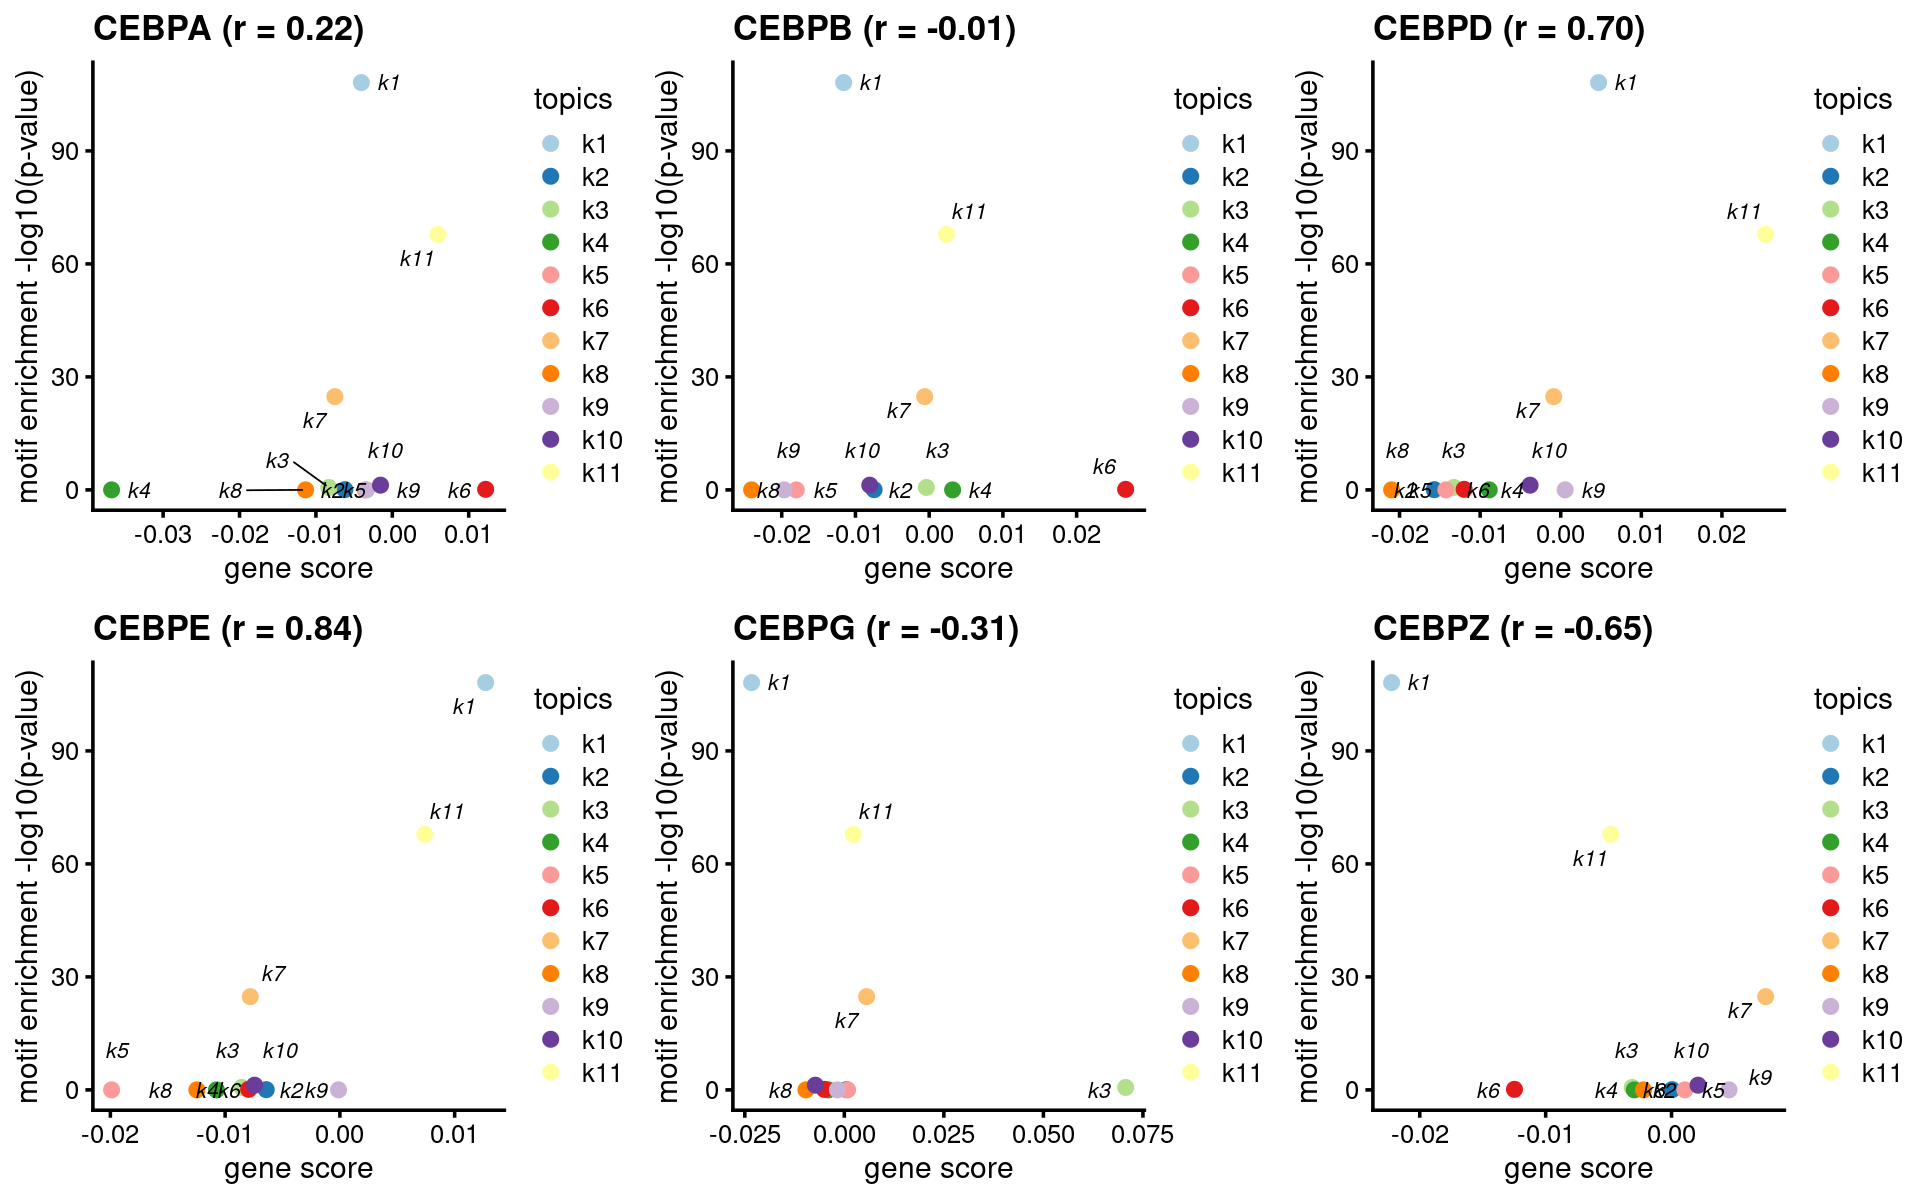 CEBPA (r = 0.22)
motif enrichment -log10(p-value)
90
60
30
0
k1
k11
k7
k10
k3
k4
k8
k2
k5
k9
k6
-0.03 -0.02 -0.01 0.00 0.01
gene score
topics
k1
k2
k3
k4
k5
k6
k7
k8
k9
k10
k11
CEBPB (r = -0.01)
motif enrichment -log10(p-value)
90
60
30
0
k1
k11
k7
k9 k10 k3
k6
k8 k5 k2 k4
-0.02 -0.01 0.00 0.01 0.02
gene score
topics
k1
k2
k3
k4
k5
k6
k7
k8
k9
k10
k11
CEBPD (r = 0.70)
motif enrichment -log10(p-value)
90
60
30
0
k1
k11
k7
k8 k3 k10
k2 k5 k6 k4 k9
-0.02 -0.01 0.00 0.01 0.02
gene score
topics
k1
k2
k3
k4
k5
k6
k7
k8
k9
k10
k11
CEBPE (r = 0.84)
motif enrichment -log10(p-value)
90
60
30
0
k1
k11
k7
k5 k3 k10
k8 k4 k6 k2 k9
-0.02 -0.01 0.00 0.01
gene score
topics
k1
k2
k3
k4
k5
k6
k7
k8
k9
k10
k11
CEBPG (r = -0.31)
motif enrichment -log10(p-value)
90
60
30
0
k1
k11
k7
k8 k3
-0.025 0.000 0.025 0.050 0.075
gene score
topics
k1
k2
k3
k4
k5
k6
k7
k8
k9
k10
k11
CEBPZ (r = -0.65)
motif enrichment -log10(p-value)
90
60
30
0
k1
k11
k7
k3 k10
k9
k6 k4 k8 k2 k5
-0.02 -0.01 0.00
gene score
topics
k1
k2
k3
k4
k5
k6
k7
k8
k9
k10
k11